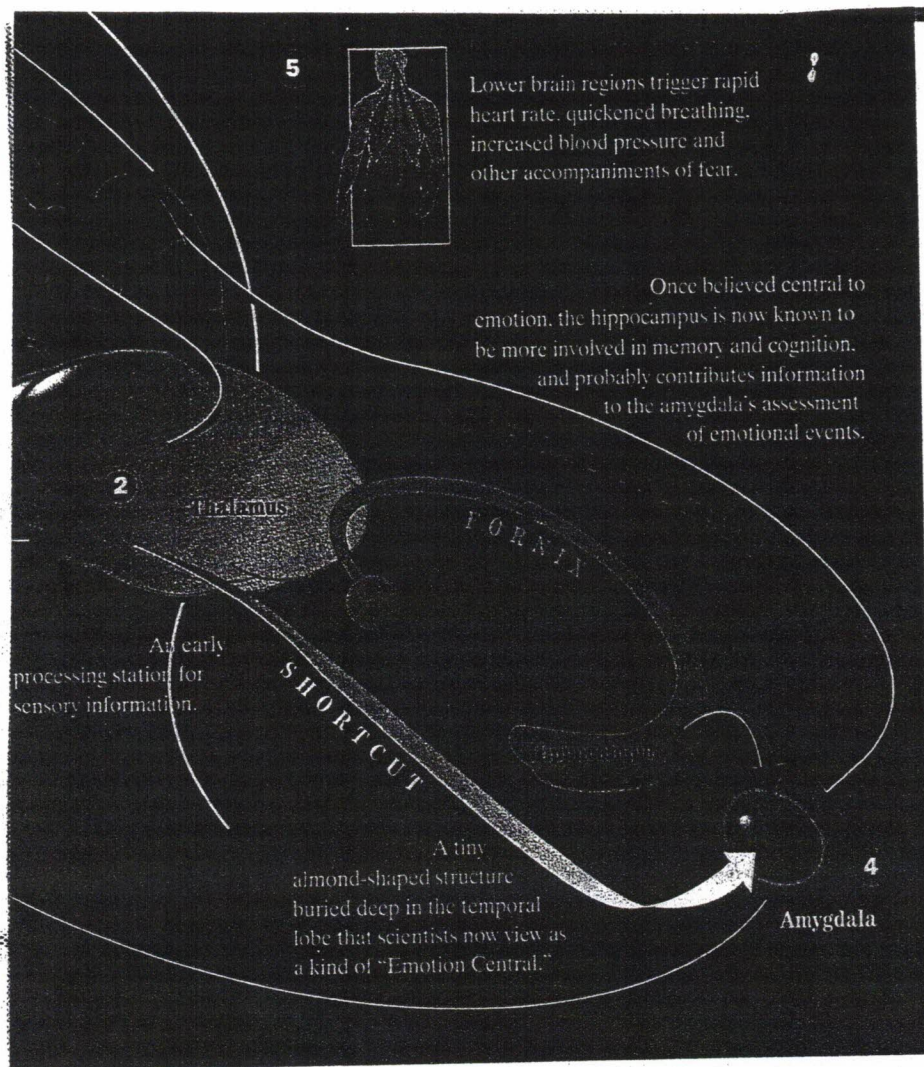 5
Lower brain regions trigger rapid
heart rate, quickened breathing,
increased blood pressure and
other accompaniments of fear.
Once believed central to
emotion, the hippocampus is now known to
be more involved in memory and cognition,
and probably contributes information
to the amygdala's assessment
of emotional events.
2
Thalamus
FORNIX
An early
processing station for
sensory information.
SHORTCUT
Hippocampus
A tiny
almond-shaped structure
buried deep in the temporal
lobe that scientists now view as
a kind of "Emotion Central."
4
Amygdala